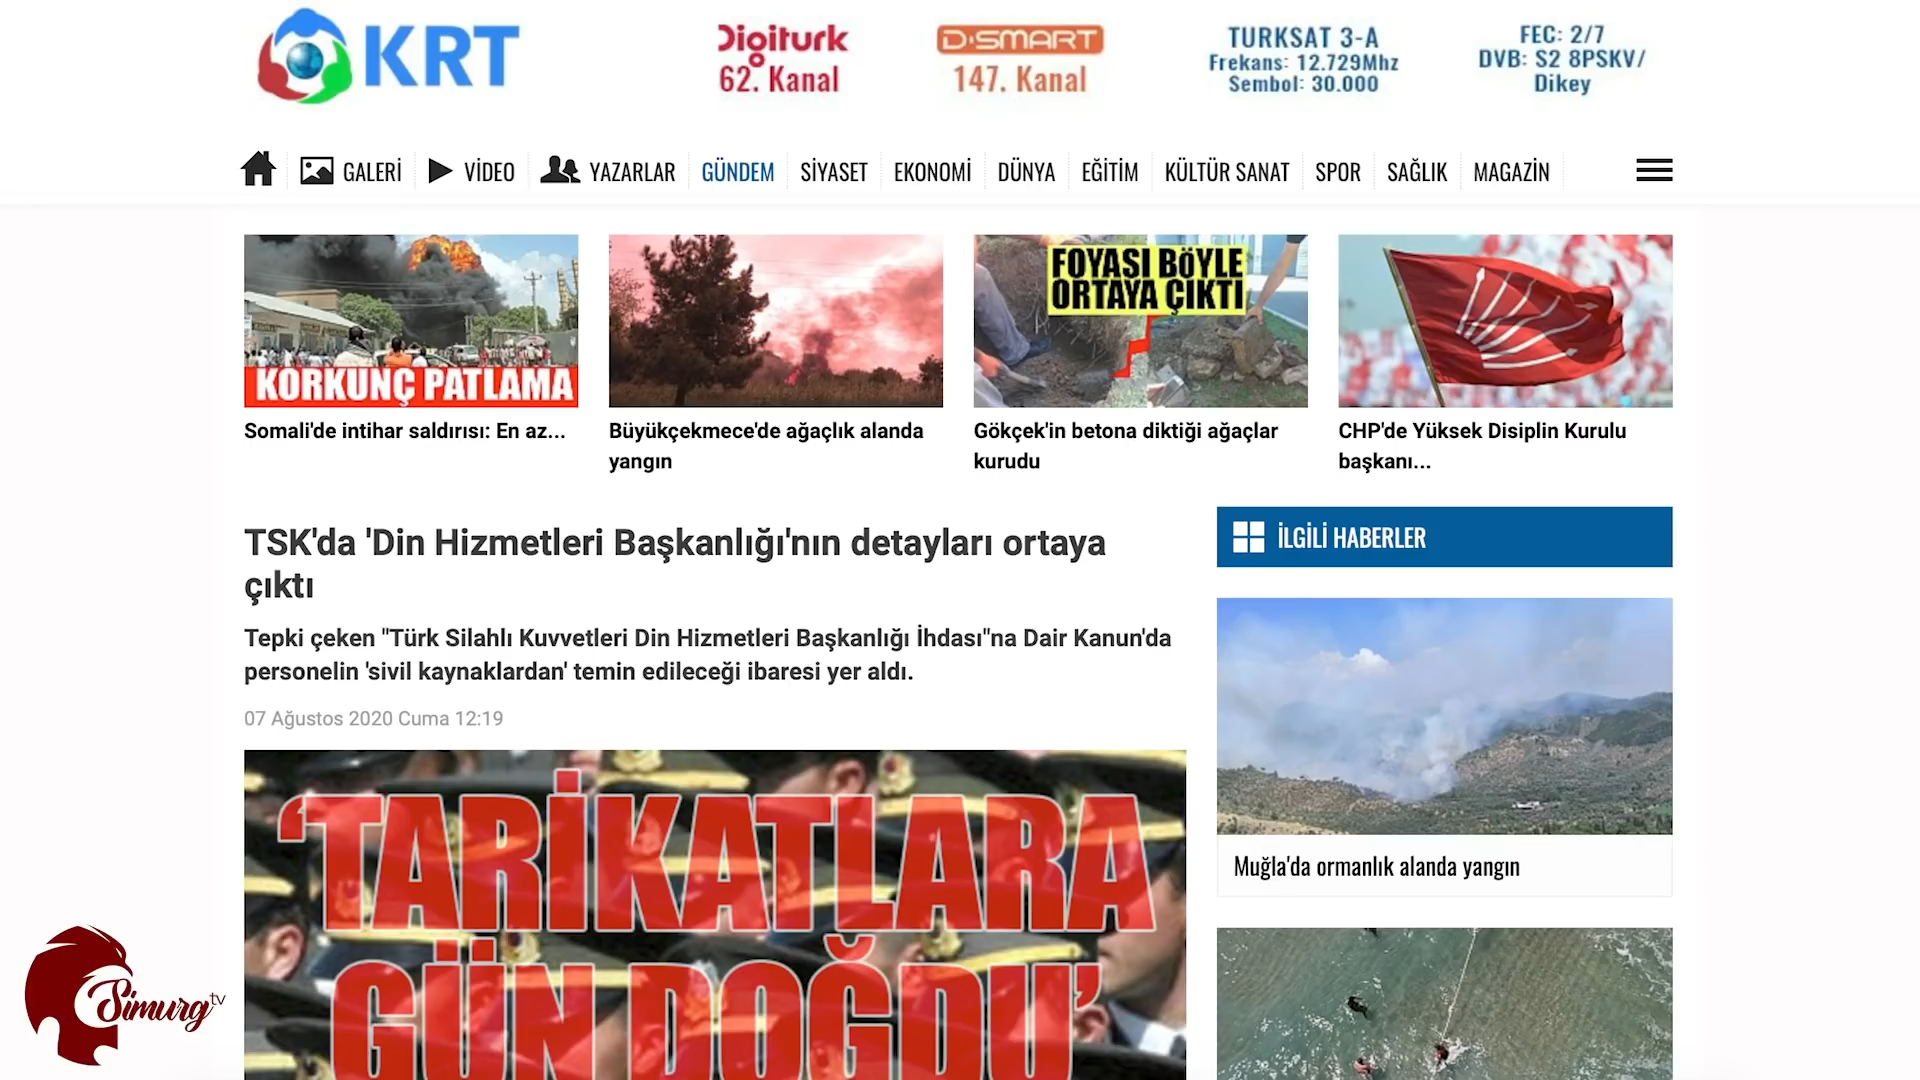 KRT
Digiturk
62. Kanal
D-SMART
147. Kanal
TURKSAT 3-A
Frekans: 12.729Mhz
Sembol: 30.000
FEC: 2/7
DVB: S2 8PSKV/
Dikey
GALERİ
VİDEO
YAZARLAR
GÜNDEM
SİYASET
EKONOMİ
DÜNYA
EĞİTİM
KÜLTÜR SANAT
SPOR
SAĞLIK
MAGAZİN
KORKUNÇ PATLAMA
Somali'de intihar saldırısı: En az...
Büyükçekmece'de ağaçlık alanda
yangın
FOYASI BÖYLE
ORTAYA ÇIKTI
Gökçek'in betona diktiği ağaçlar
kurudu
CHP'de Yüksek Disiplin Kurulu
başkanı...
TSK'da 'Din Hizmetleri Başkanlığı'nın detayları ortaya
çıktı
Tepki çeken "Türk Silahlı Kuvvetleri Din Hizmetleri Başkanlığı İhdası"na Dair Kanun'da
personelin 'sivil kaynaklardan' temin edileceği ibaresi yer aldı.
07 Ağustos 2020 Cuma 12:19
'TARİKATLARA
GÜN DOĞDU'
İLGİLİ HABERLER
Muğla'da ormanlık alanda yangın
Simurg tv